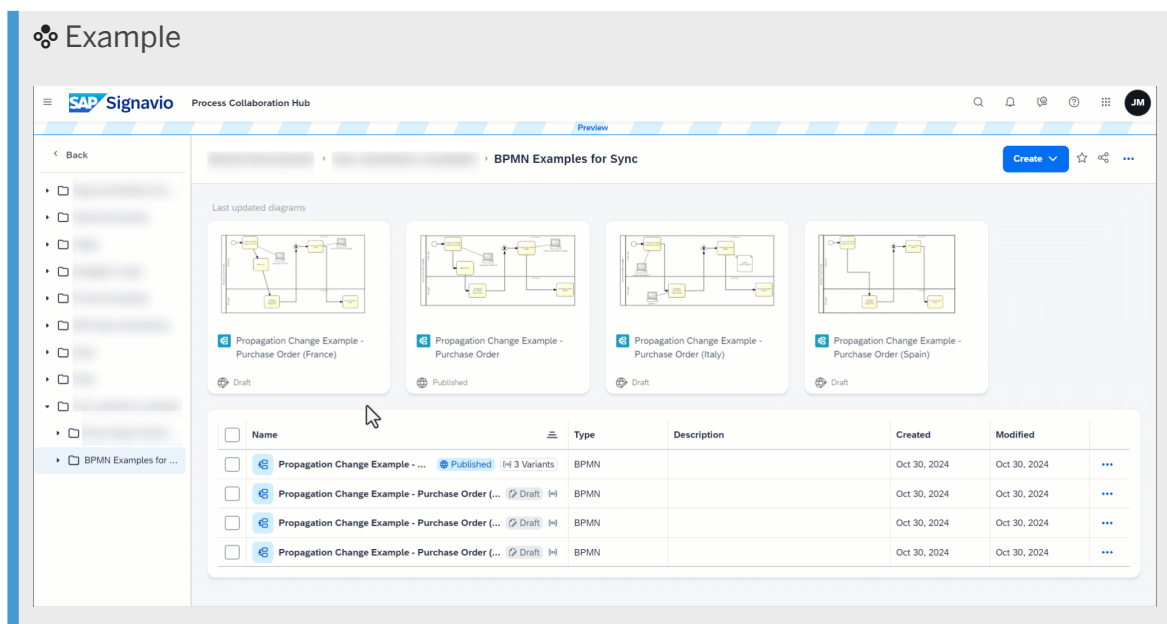 Example
SAP Signavio Process Collaboration Hub
JM
Preview
Back
BPMN Examples for Sync
Create
Last updated diagrams
Propagation Change Example -
Purchase Order (France)
Draft
Propagation Change Example -
Purchase Order
Published
Propagation Change Example -
Purchase Order (Italy)
Draft
Propagation Change Example -
Purchase Order (Spain)
Draft
BPMN Examples for ...
Name Type Description Created Modified
Propagation Change Example - ... Published 3 Variants BPMN Oct 30, 2024 Oct 30, 2024
Propagation Change Example - Purchase Order (... Draft BPMN Oct 30, 2024 Oct 30, 2024
Propagation Change Example - Purchase Order (... Draft BPMN Oct 30, 2024 Oct 30, 2024
Propagation Change Example - Purchase Order (... Draft BPMN Oct 30, 2024 Oct 30, 2024